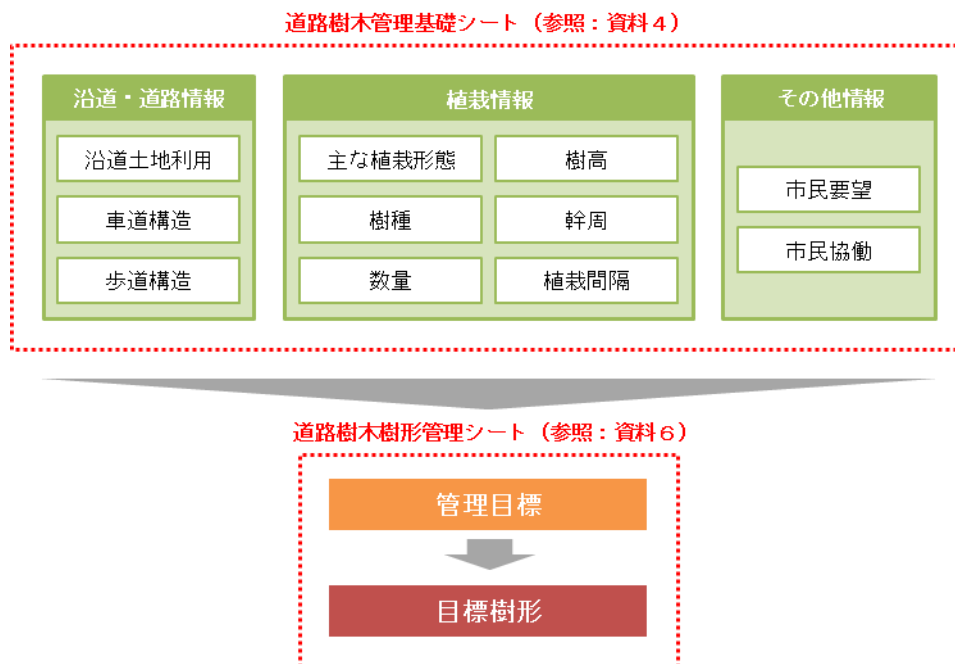 道路樹木管理基礎シート（参照：資料４）
沿道・道路情報
沿道土地利用
車道構造
歩道構造
植栽情報
主な植栽形態
樹高
樹種
幹周
数量
植栽間隔
その他情報
市民要望
市民協働
道路樹木樹形管理シート（参照：資料６）
管理目標
目標樹形